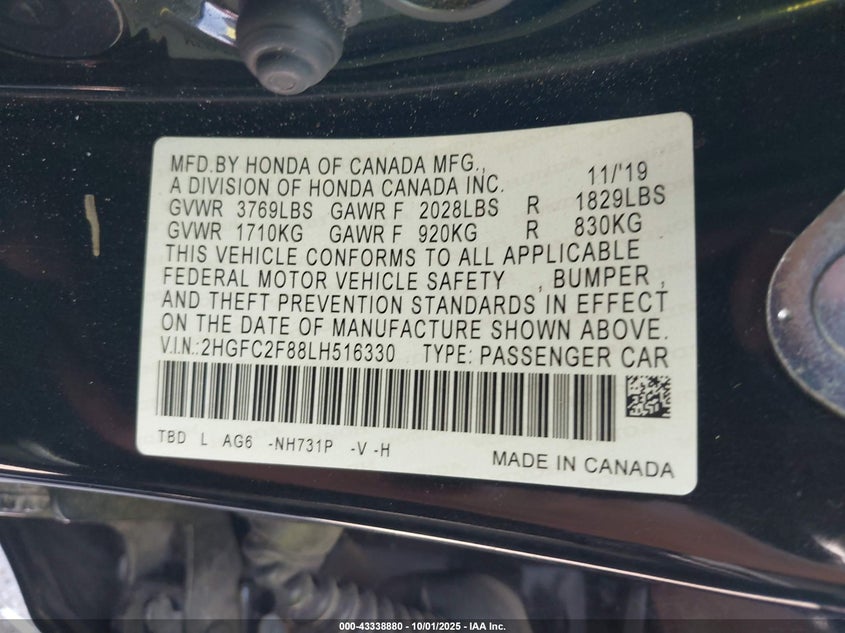 MFD.BY HONDA OF CANADA MFG., 11/'19
A DIVISION OF HONDA CANADA INC.
GVWR 3769LBS GAWR F 2028LBS R 1829LBS
GVWR 1710KG GAWR F 920KG R 830KG
THIS VEHICLE CONFORMS TO ALL APPLICABLE
FEDERAL MOTOR VEHICLE SAFETY , BUMPER ,
AND THEFT PREVENTION STANDARDS IN EFFECT
ON THE DATE OF MANUFACTURE SHOWN ABOVE.
V.I.N.:2HGFC2F88LH516330 TYPE: PASSENGER CAR
TBD L AG6 -NH731P -V -H
MADE IN CANADA
000-43338880 - 10/01/2025 - IAA Inc.